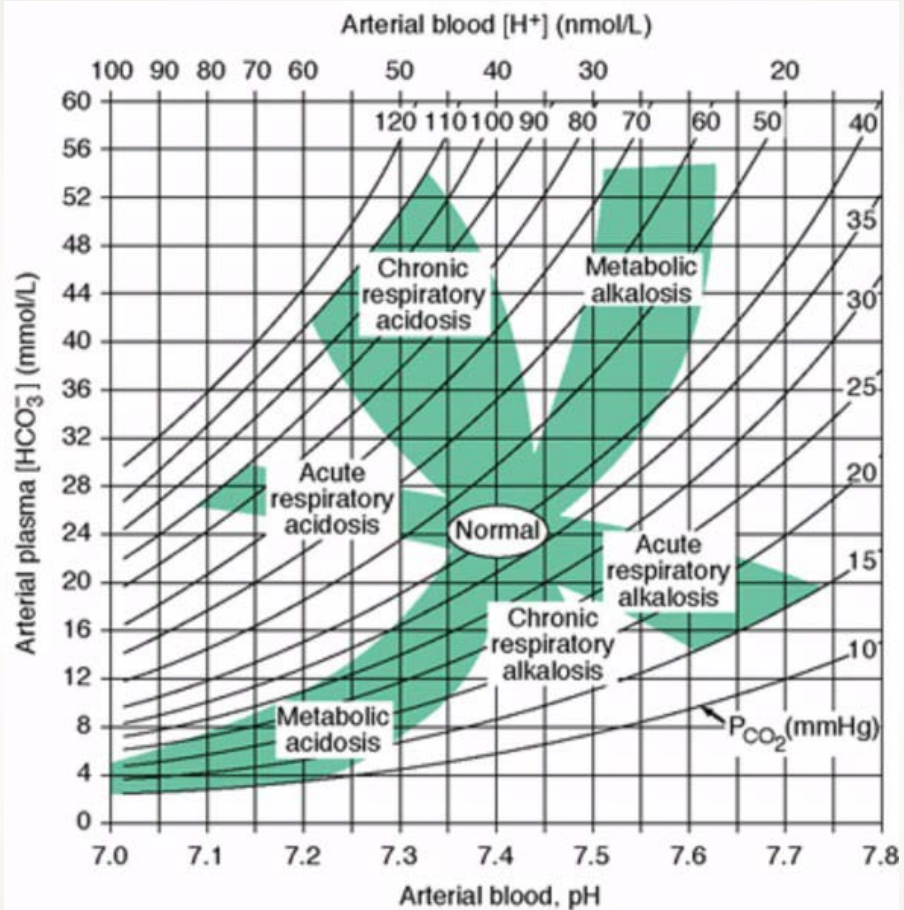 Arterial blood [H⁺] (nmol/L)
100 90 80 70 60 50 40 30 20
60
120 110 100 90 80 70 60 50 40
56
52
35
48
Chronic
respiratory
acidosis
Metabolic
alkalosis
44
30
40
36
25
32
28
Acute
respiratory
acidosis
20
24
Normal
Acute
respiratory
alkalosis
20
15
16
Chronic
respiratory
alkalosis
12
10
8
Metabolic
acidosis
P_CO₂(mmHg)
4
0
7.0 7.1 7.2 7.3 7.4 7.5 7.6 7.7 7.8
Arterial blood, pH
Arterial plasma [HCO₃⁻] (mmol/L)